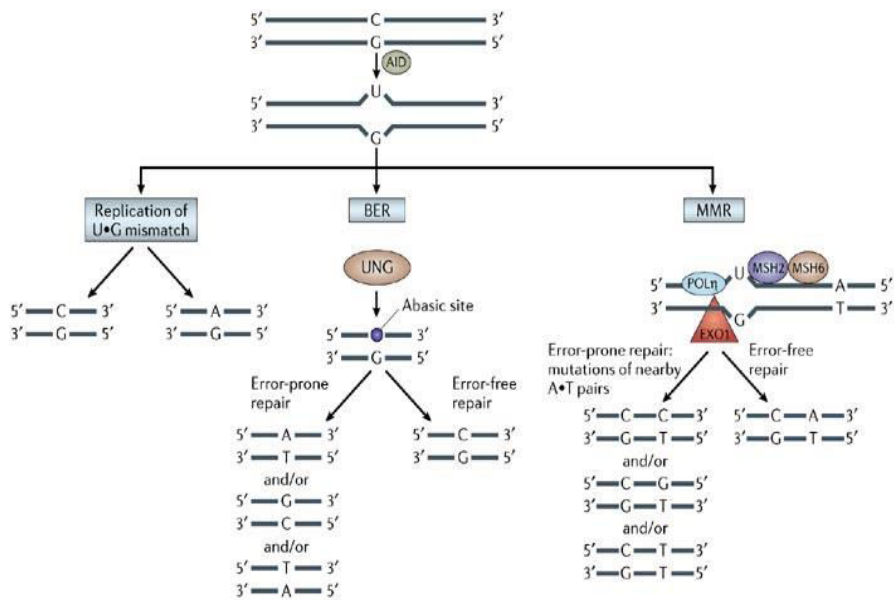 5′ C 3′
3′ G 5′
AID
U
5′ 3′
3′ 5′
G
Replication of
U•G mismatch
5′ C 3′
3′ G 5′
5′ A 3′
3′ G 5′
BER
UNG
Abasic site
5′ 3′
3′ G 5′
Error-prone
repair
Error-free
repair
5′ A 3′
3′ T 5′
and/or
5′ G 3′
3′ C 5′
and/or
5′ T 3′
3′ A 5′
5′ C 3′
3′ G 5′
MMR
POLη U MSH2 MSH6
5′ A 5′
3′ G T 5′
EXO1
Error-prone repair:
mutations of nearby
A•T pairs
Error-free
repair
5′ C C 3′
3′ G T 5′
and/or
5′ C G 5′
3′ G T 3′
and/or
5′ C T 3′
3′ G T 5′
5′ C A 3′
3′ G T 5′